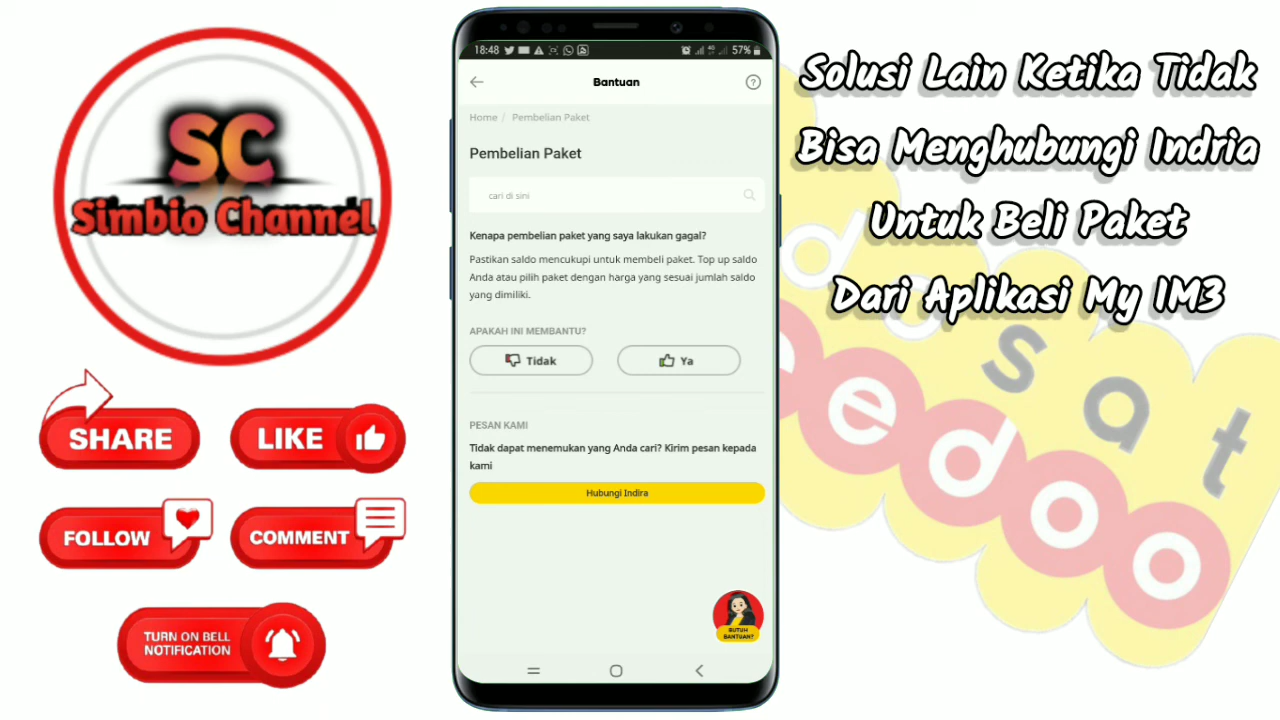 SC
Simbio Channel
SHARE
LIKE
FOLLOW
COMMENT
TURN ON BELL
NOTIFICATION
18:48
4G
57%
Bantuan
?
Home / Pembelian Paket
Pembelian Paket
cari di sini
Kenapa pembelian paket yang saya lakukan gagal?
Pastikan saldo mencukupi untuk membeli paket. Top up saldo
Anda atau pilih paket dengan harga yang sesuai jumlah saldo
yang dimiliki.
APAKAH INI MEMBANTU?
Tidak
Ya
PESAN KAMI
Tidak dapat menemukan yang Anda cari? Kirim pesan kepada
kami
Hubungi Indira
BUTUH
BANTUAN?
Solusi Lain Ketika Tidak
Bisa Menghubungi Indria
Untuk Beli Paket
Dari Aplikasi My IM3
dosat
edoo